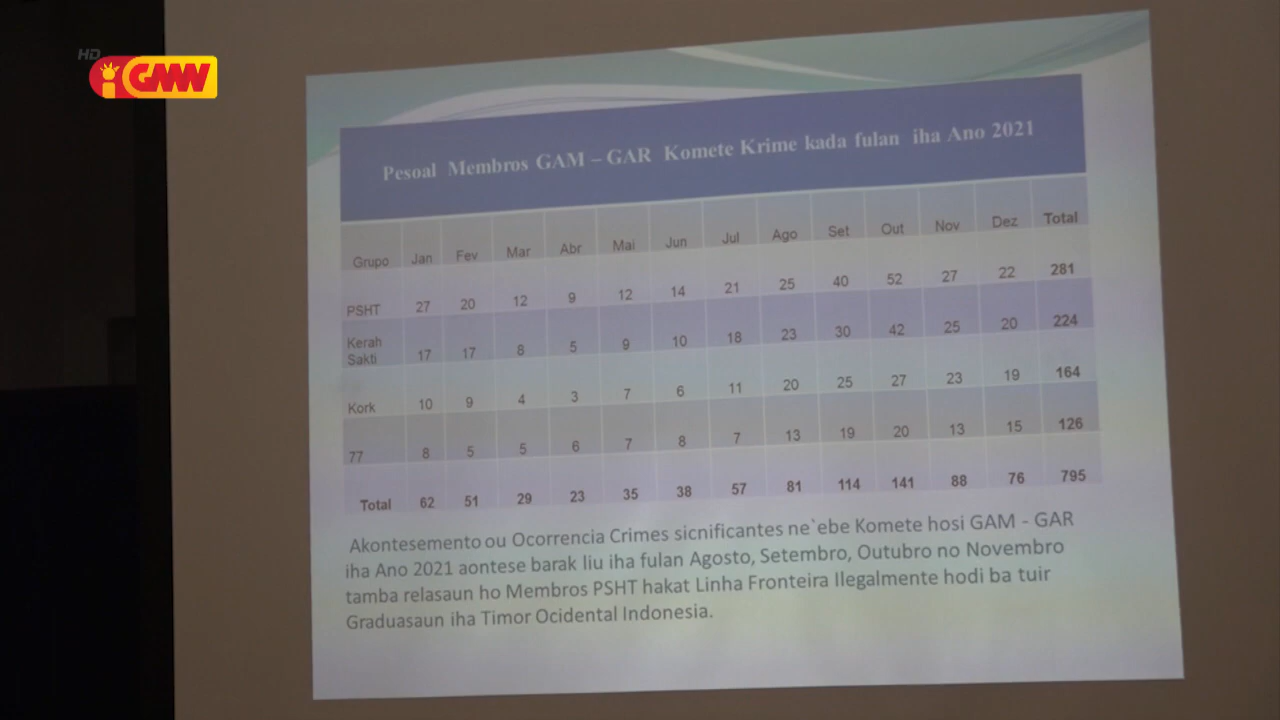 HD
GMN
Pesoal Membros GAM – GAR Komete Krime kada fulan iha Ano 2021
Grupo Jan Fev Mar Abr Mai Jun Jul Ago Set Out Nov Dez Total
PSHT 27 20 12 9 12 14 21 25 40 52 27 22 281
Kerah Sakti 17 17 8 5 9 10 18 23 30 42 25 20 224
Kork 10 9 4 3 7 6 11 20 25 27 23 19 164
77 8 5 5 6 7 8 7 13 19 20 13 15 126
Total 62 51 29 23 35 38 57 81 114 141 88 76 795
Akontesemento ou Ocorrencia Crimes sicnificantes ne`ebe Komete hosi GAM - GAR
iha Ano 2021 aontese barak liu iha fulan Agosto, Setembro, Outubro no Novembro
tamba relasaun ho Membros PSHT hakat Linha Fronteira Ilegalmente hodi ba tuir
Graduasaun iha Timor Ocidental Indonesia.